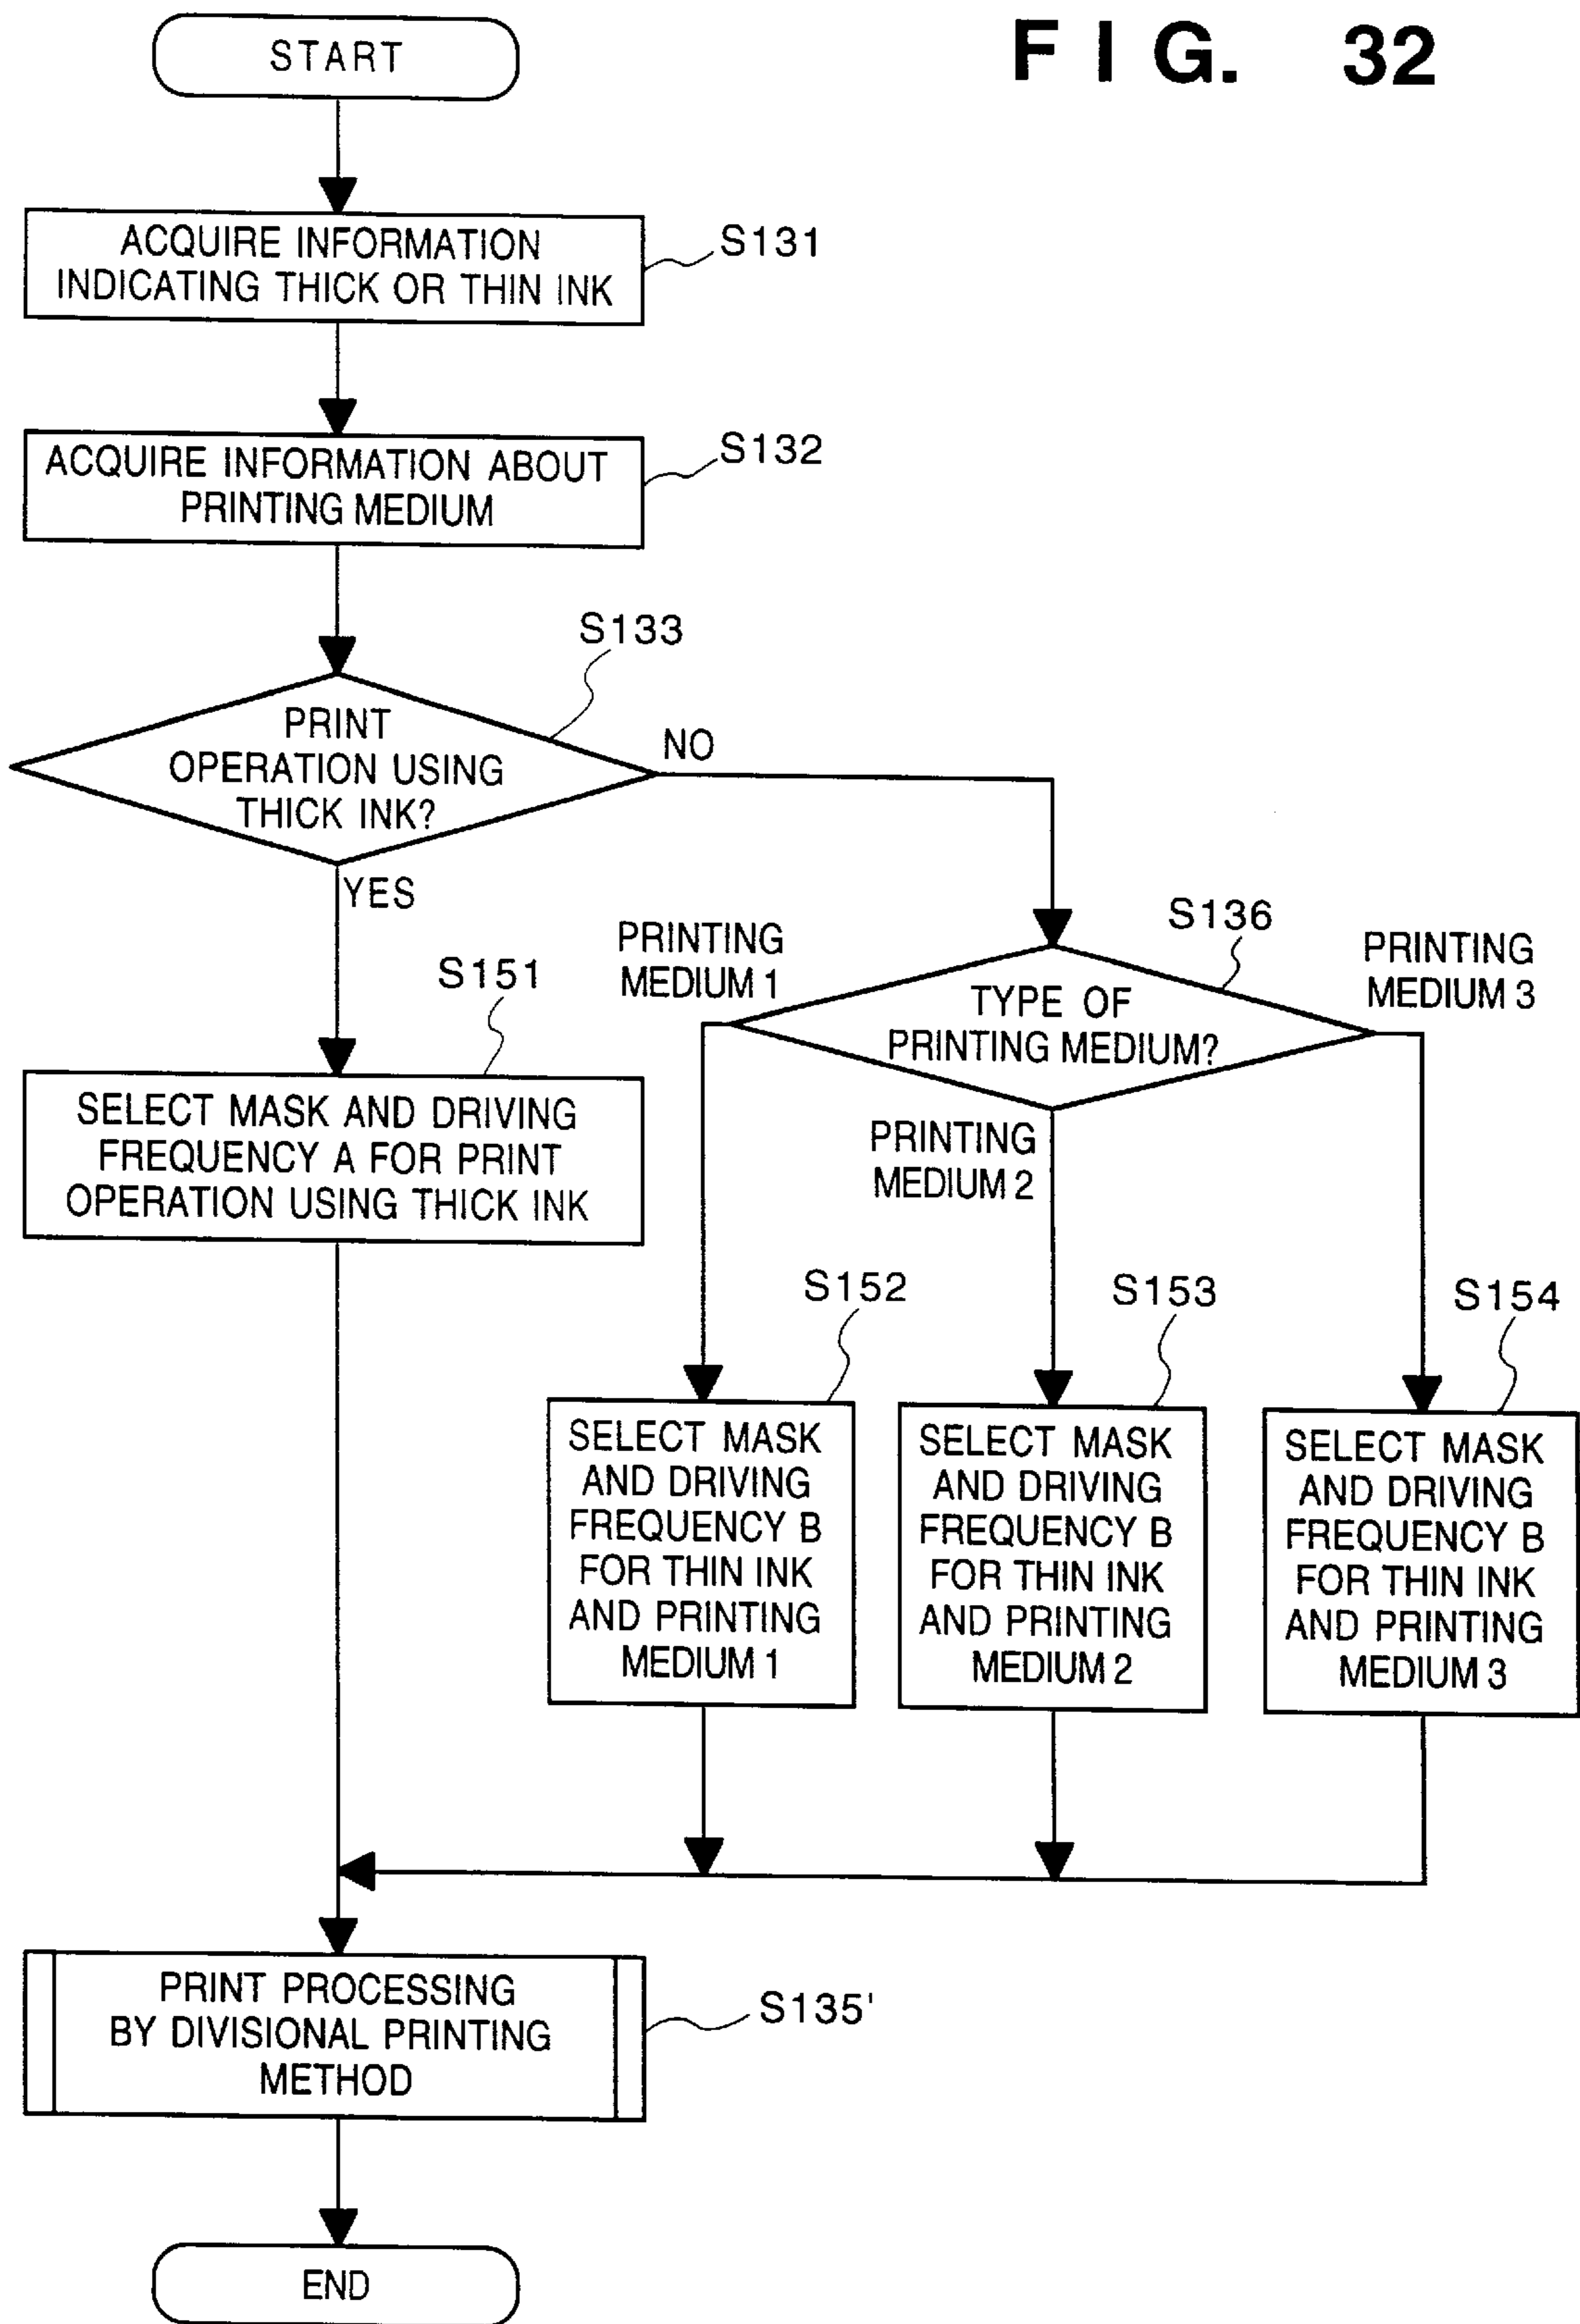 FIG. 32
START
ACQUIRE INFORMATION
INDICATING THICK OR THIN INK
S131
ACQUIRE INFORMATION ABOUT
PRINTING MEDIUM
S132
S133
PRINT
OPERATION USING
THICK INK?
NO
YES
S136
PRINTING
MEDIUM 1
TYPE OF
PRINTING MEDIUM?
PRINTING
MEDIUM 3
PRINTING
MEDIUM 2
S151
SELECT MASK AND DRIVING
FREQUENCY A FOR PRINT
OPERATION USING THICK INK
S152
SELECT MASK
AND DRIVING
FREQUENCY B
FOR THIN INK
AND PRINTING
MEDIUM 1
S153
SELECT MASK
AND DRIVING
FREQUENCY B
FOR THIN INK
AND PRINTING
MEDIUM 2
S154
SELECT MASK
AND DRIVING
FREQUENCY B
FOR THIN INK
AND PRINTING
MEDIUM 3
PRINT PROCESSING
BY DIVISIONAL PRINTING
METHOD
S135'
END